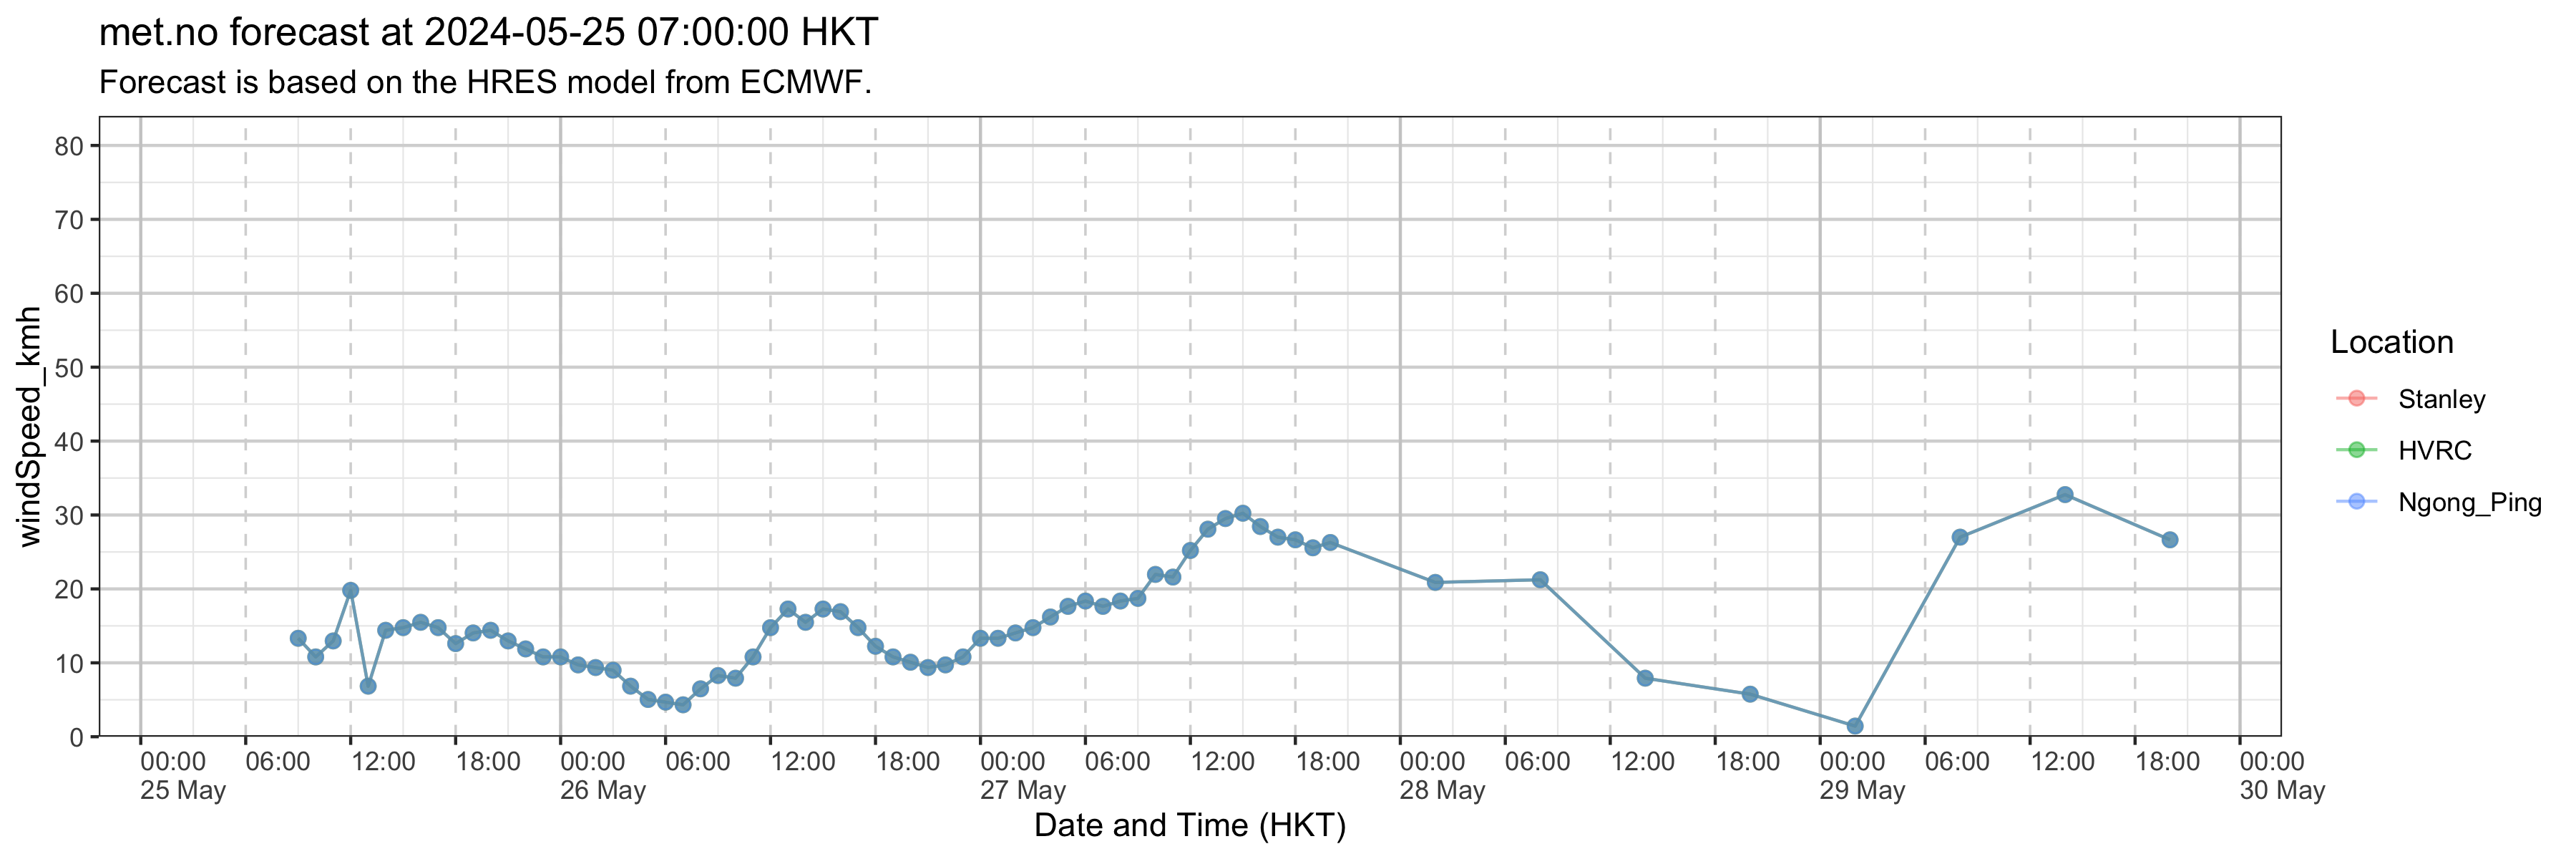 met.no forecast at 2024-05-25 07:00:00 HKT
Forecast is based on the HRES model from ECMWF.
windSpeed_kmh
80
70
60
50
40
30
20
10
0
00:00 06:00 12:00 18:00 00:00 06:00 12:00 18:00 00:00 06:00 12:00 18:00 00:00 06:00 12:00 18:00 00:00 06:00 12:00 18:00 00:00
25 May 26 May 27 May 28 May 29 May 30 May
Date and Time (HKT)
Location
Stanley
HVRC
Ngong_Ping